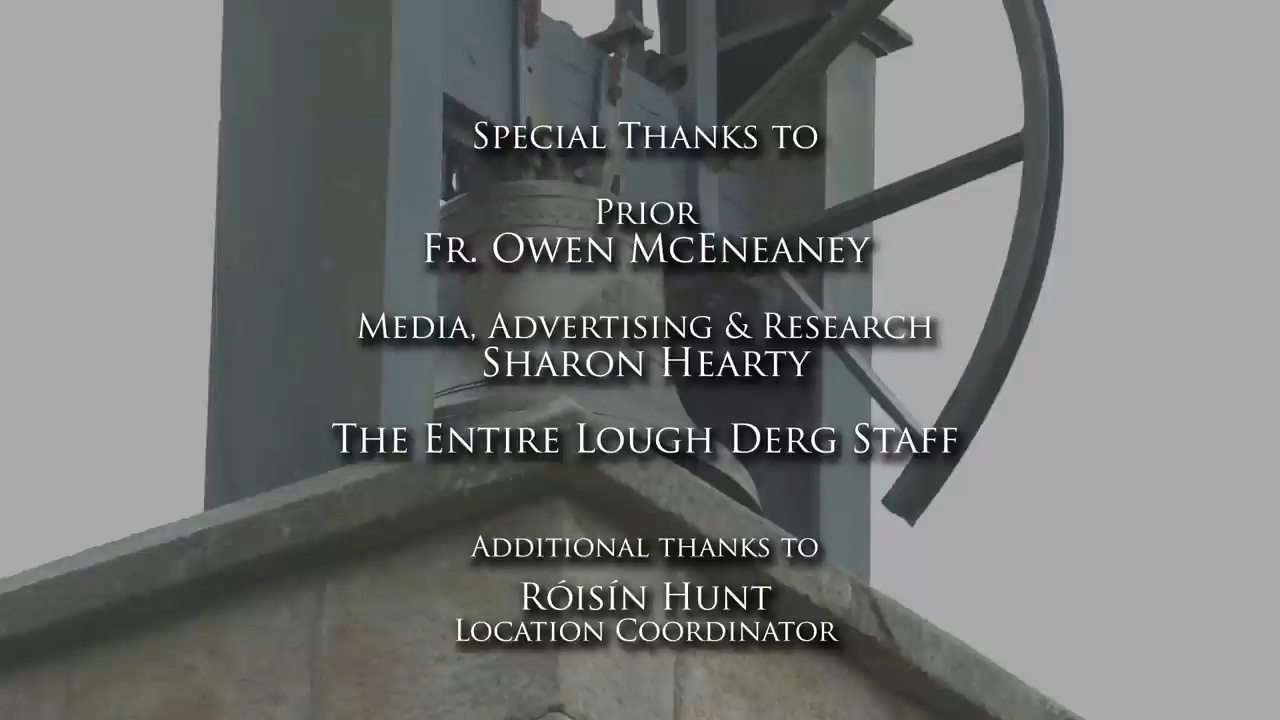 Special Thanks to
Prior
Fr. Owen McEneaney
Media, Advertising & Research
Sharon Hearty
The Entire Lough Derg Staff
Additional thanks to
Róisín Hunt
Location Coordinator